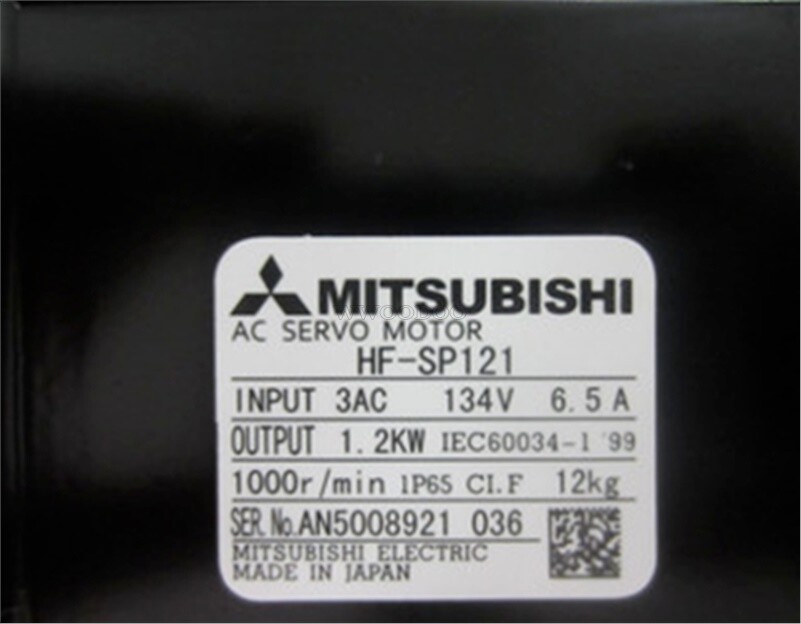 MITSUBISHI
AC SERVO MOTOR
HF-SP121
INPUT 3AC 134V 6.5A
OUTPUT 1.2KW IEC60034-1 '99
1000r/min IP65 CI.F 12kg
SER.No.AN5008921 036
MITSUBISHI ELECTRIC
MADE IN JAPAN